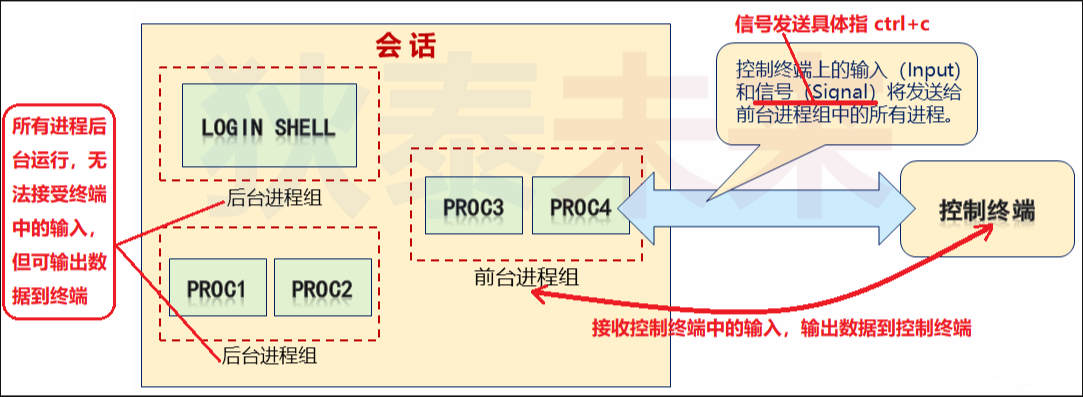 信号发送具体指 ctrl+c
会话
控制终端上的输入（Input）
和信号（Signal）将发送给
前台进程组中的所有进程。
所有进程后
台运行，无
法接受终端
中的输入，
但可输出数
据到终端
LOGIN SHELL
后台进程组
PROC3
PROC4
控制终端
前台进程组
PROC1
PROC2
后台进程组
接收控制终端中的输入，输出数据到控制终端
狄泰未来